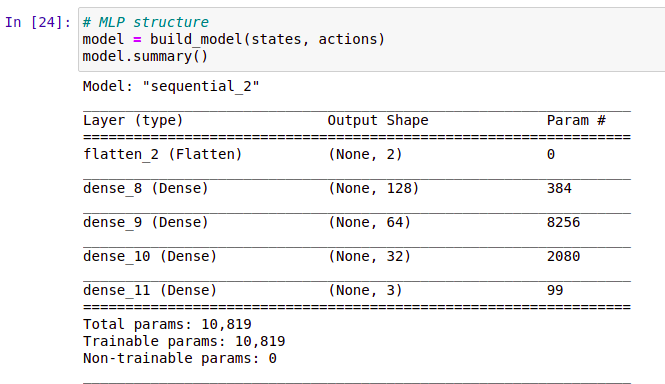 In [24]: # MLP structure
model = build_model(states, actions)
model.summary()
Model: "sequential_2"
_________________________________________________________________
Layer (type)                 Output Shape              Param #
=================================================================
flatten_2 (Flatten)          (None, 2)                 0
_________________________________________________________________
dense_8 (Dense)              (None, 128)               384
_________________________________________________________________
dense_9 (Dense)              (None, 64)                8256
_________________________________________________________________
dense_10 (Dense)             (None, 32)                2080
_________________________________________________________________
dense_11 (Dense)             (None, 3)                 99
=================================================================
Total params: 10,819
Trainable params: 10,819
Non-trainable params: 0
_________________________________________________________________